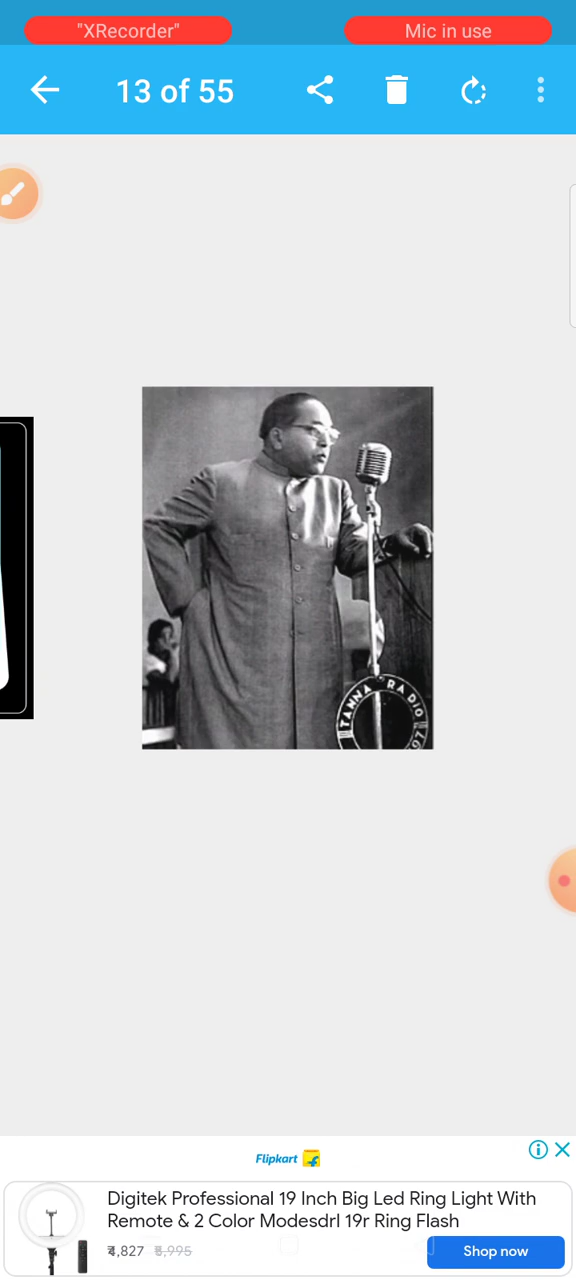 "XRecorder" Mic in use
13 of 55
TANNA RADIO
Flipkart
Digitek Professional 19 Inch Big Led Ring Light With
Remote & 2 Color Modesdrl 19r Ring Flash
₹4,827 ₹5,995 Shop now